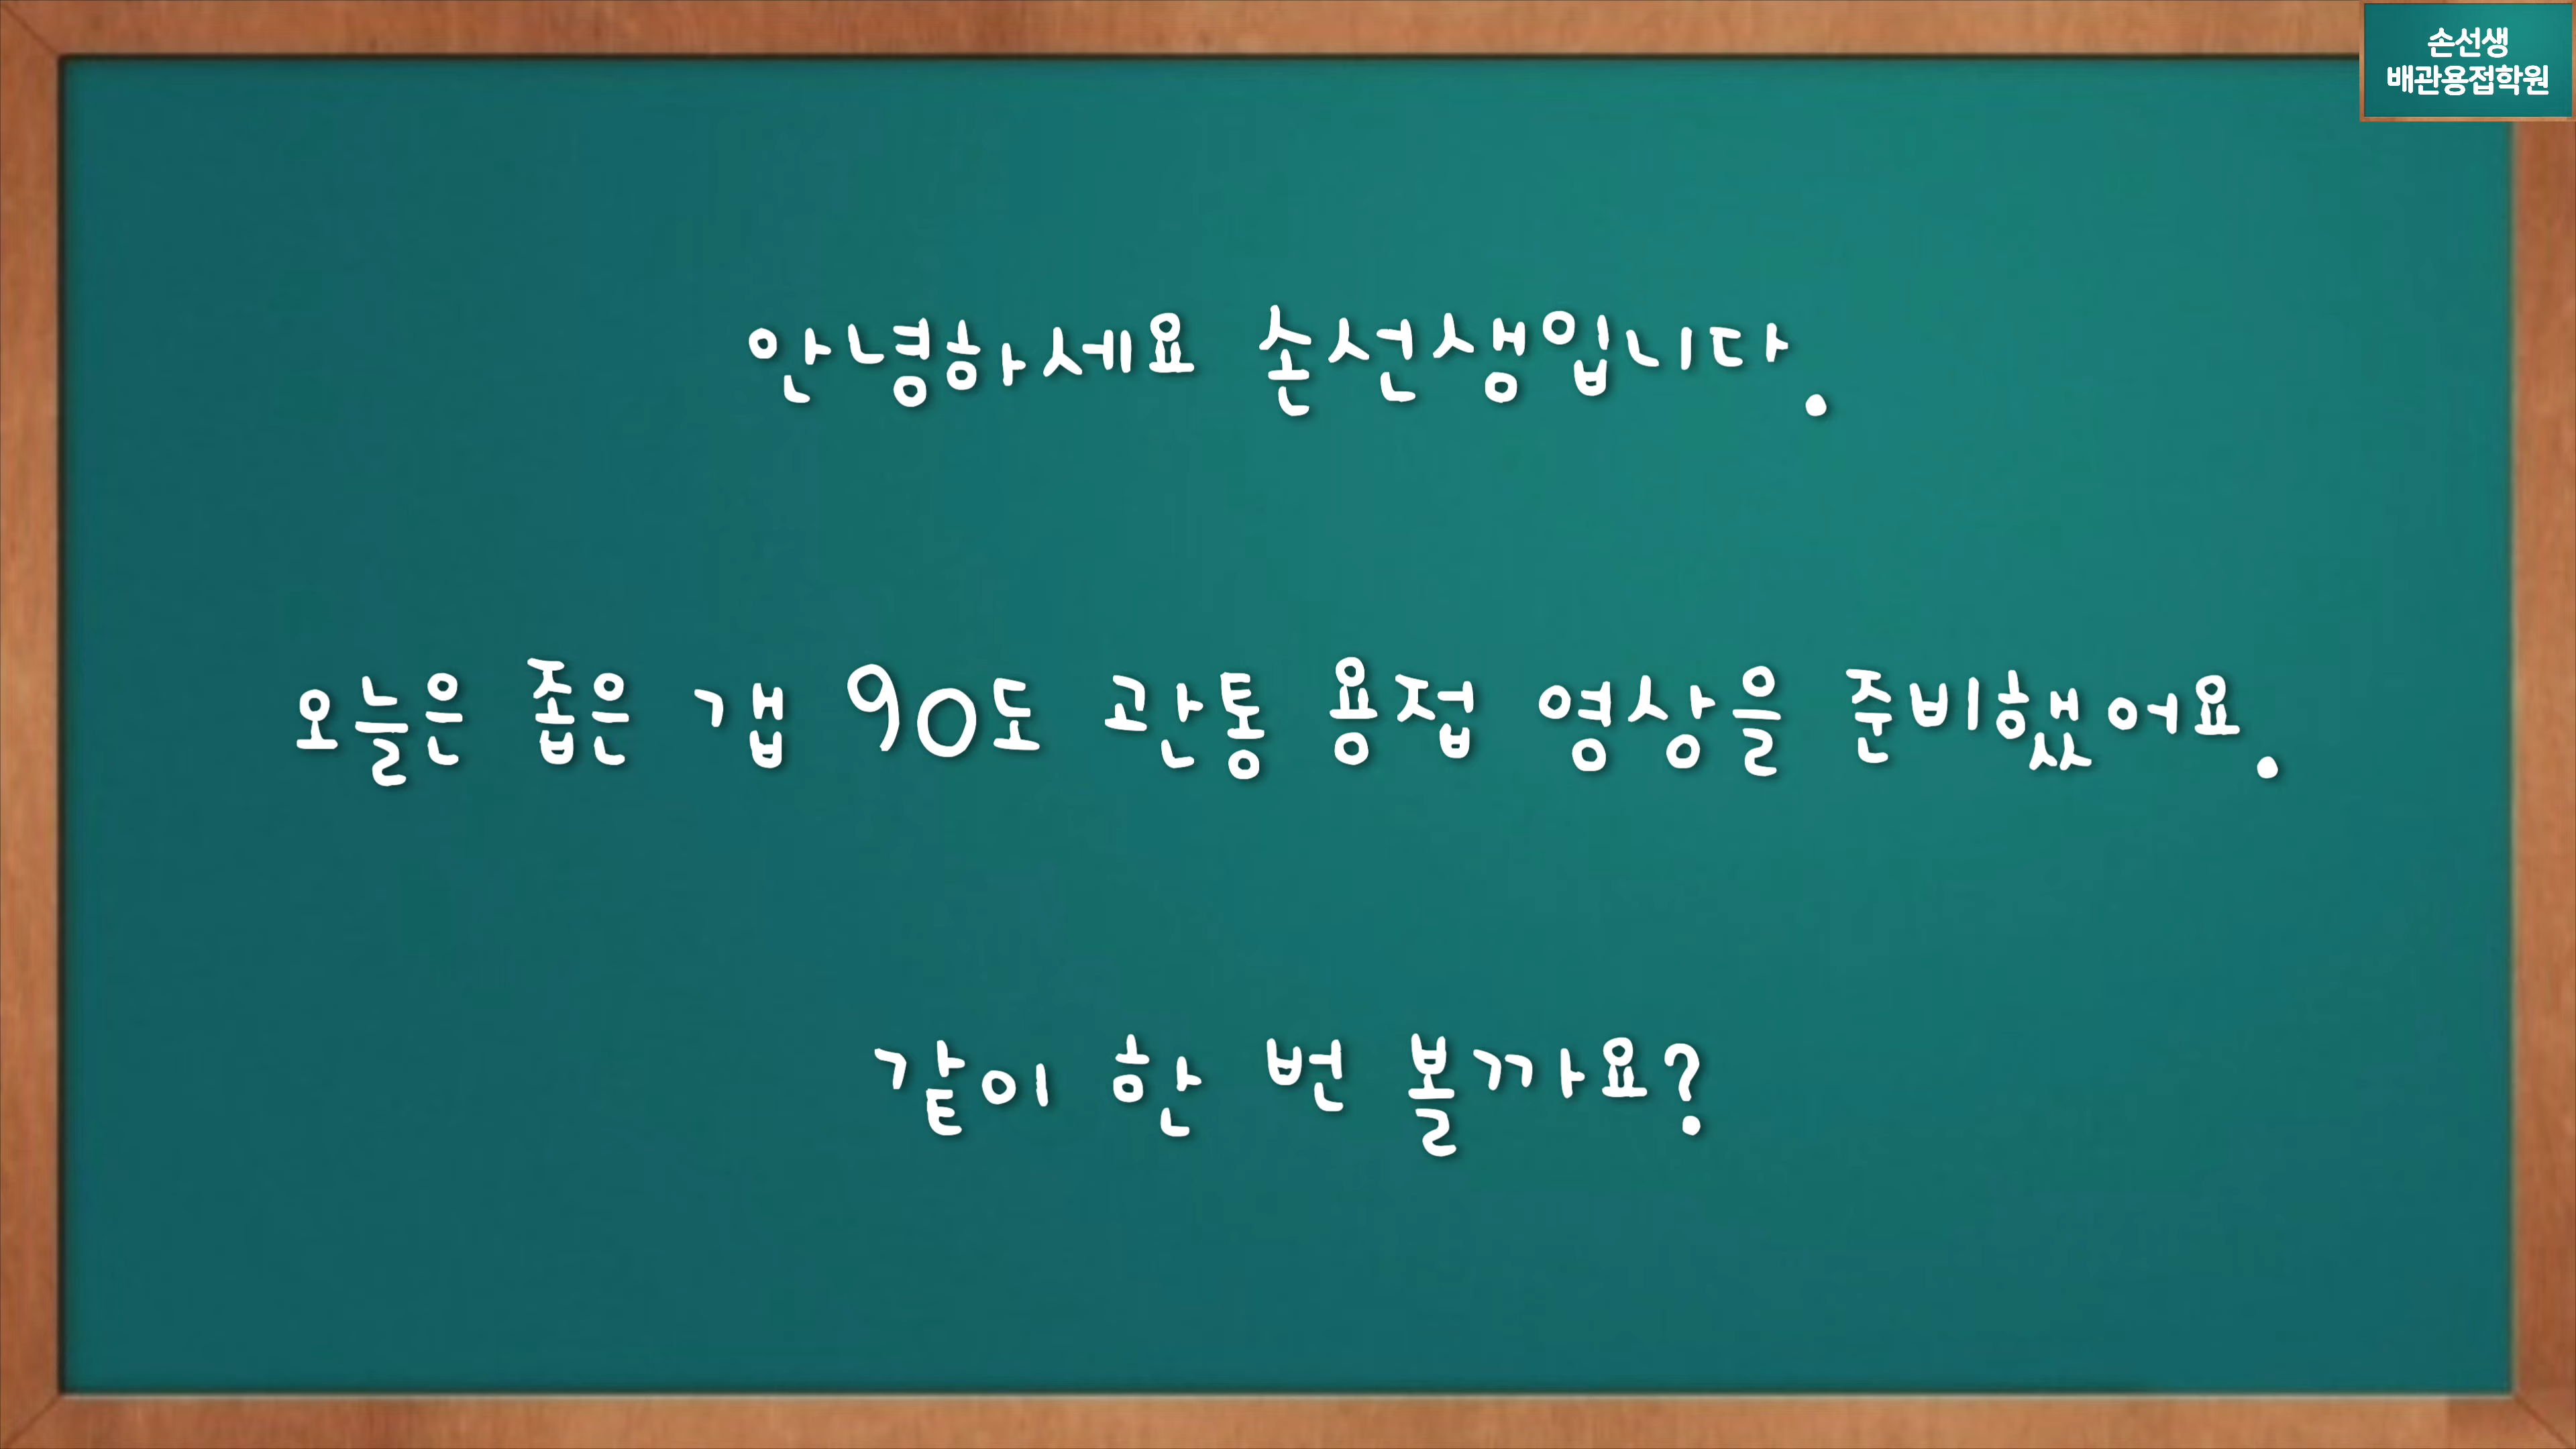 손선생
배관용접학원
안녕하세요 손선생입니다.
오늘은 좁은 갭 90도 관통 용접 영상을 준비했어요.
같이 한 번 볼까요?